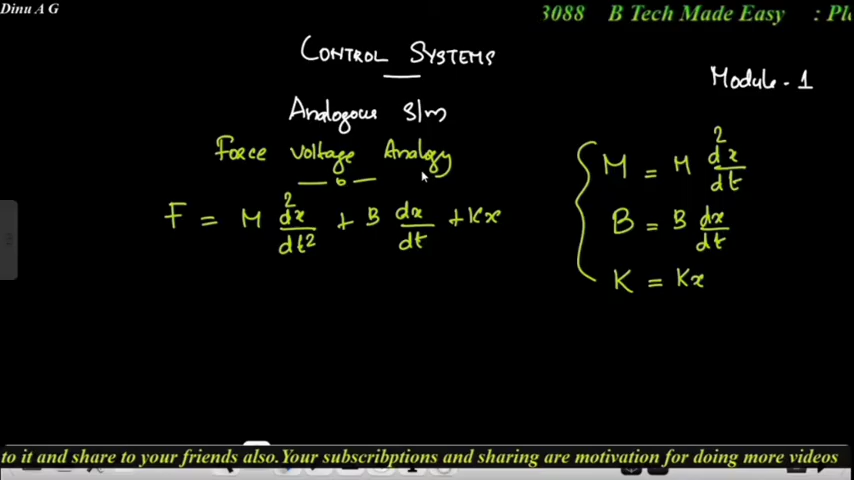 Dinu A G
3088 B Tech Made Easy : Pl
CONTROL SYSTEMS
Module - 1
Analogous S/m
Force Voltage Analogy
F = M d²x/dt² + B dx/dt + Kx
M = M d²x/dt
B = B dx/dt
K = Kx
to it and share to your friends also.Your subscribptions and sharing are motivation for doing more videos